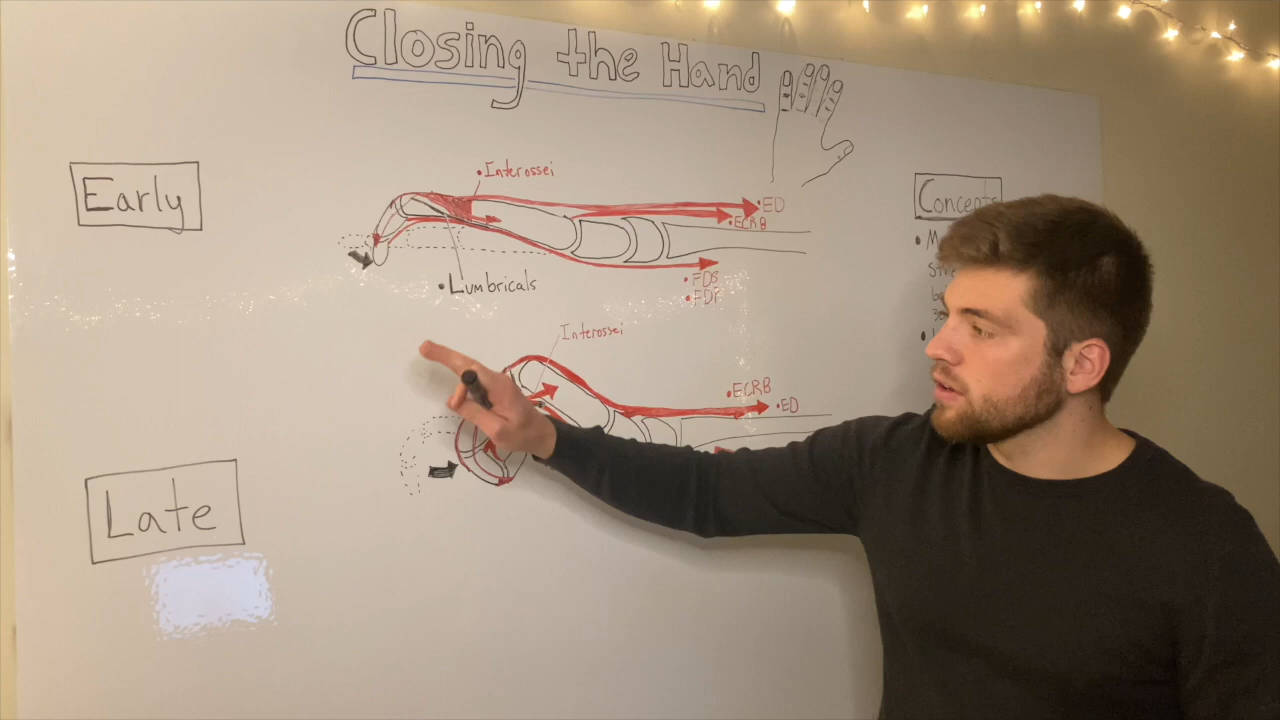 Closing the Hand
Early
• Interossei
• ED
• ECRB
• Lumbricals
• FDS
• FDP
Concepts
Interossei
• ECRB
• ED
Late